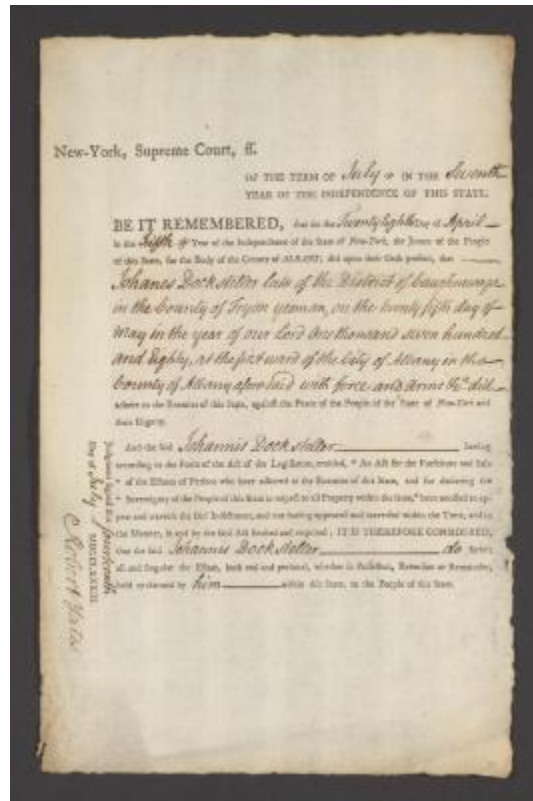 New-York, Supreme Court, ss.
OF THE TERM OF July IN THE Seventh
YEAR OF THE INDEPENDENCE OF THIS STATE.
BE IT REMEMBERED, that on the Twenty Eighth Day of April
in the fifth Year of the Independence of the State of New-York, the Jurors of the People
of this State, for the Body of the County of ALBANY, did upon their Oath present, that
Johanes Dockstetter late of the District of Caughnawaga
in the County of Tryon yeoman, on the twenty fifth day of
May in the year of our Lord One thousand seven hundred
and Eighty, at the first ward of the City of Albany in the
County of Albany aforesaid with force and Arms &c. did
adhere to the Enemies of this State, against the Peace of the People of the State of New-York and
their Dignity.
And the said Johannis Dockstetter having
according to the Form of the Act of the Legislature, entitled, "An Act for the Forfeiture and Sale
" of the Estates of Persons who have adhered to the Enemies of this State, and for declaring the
" Sovereignty of the People of this State in respect to all Property within the same," been notified to ap-
pear and traverse the said Indictment, and not having appeared and traversed within the Time, and in
the Manner, in and by the said Act limited and required; IT IS THEREFORE CONSIDERED,
that the said Johannis Dockstetter do forfeit
all and singular the Estate, both real and personal, whether in Possession, Reversion or Remainder,
held or claimed by him within this State, to the People of this State.
Judgment signed this fourteenth
Day of July MDCCLXXXIII.
Robert Yates